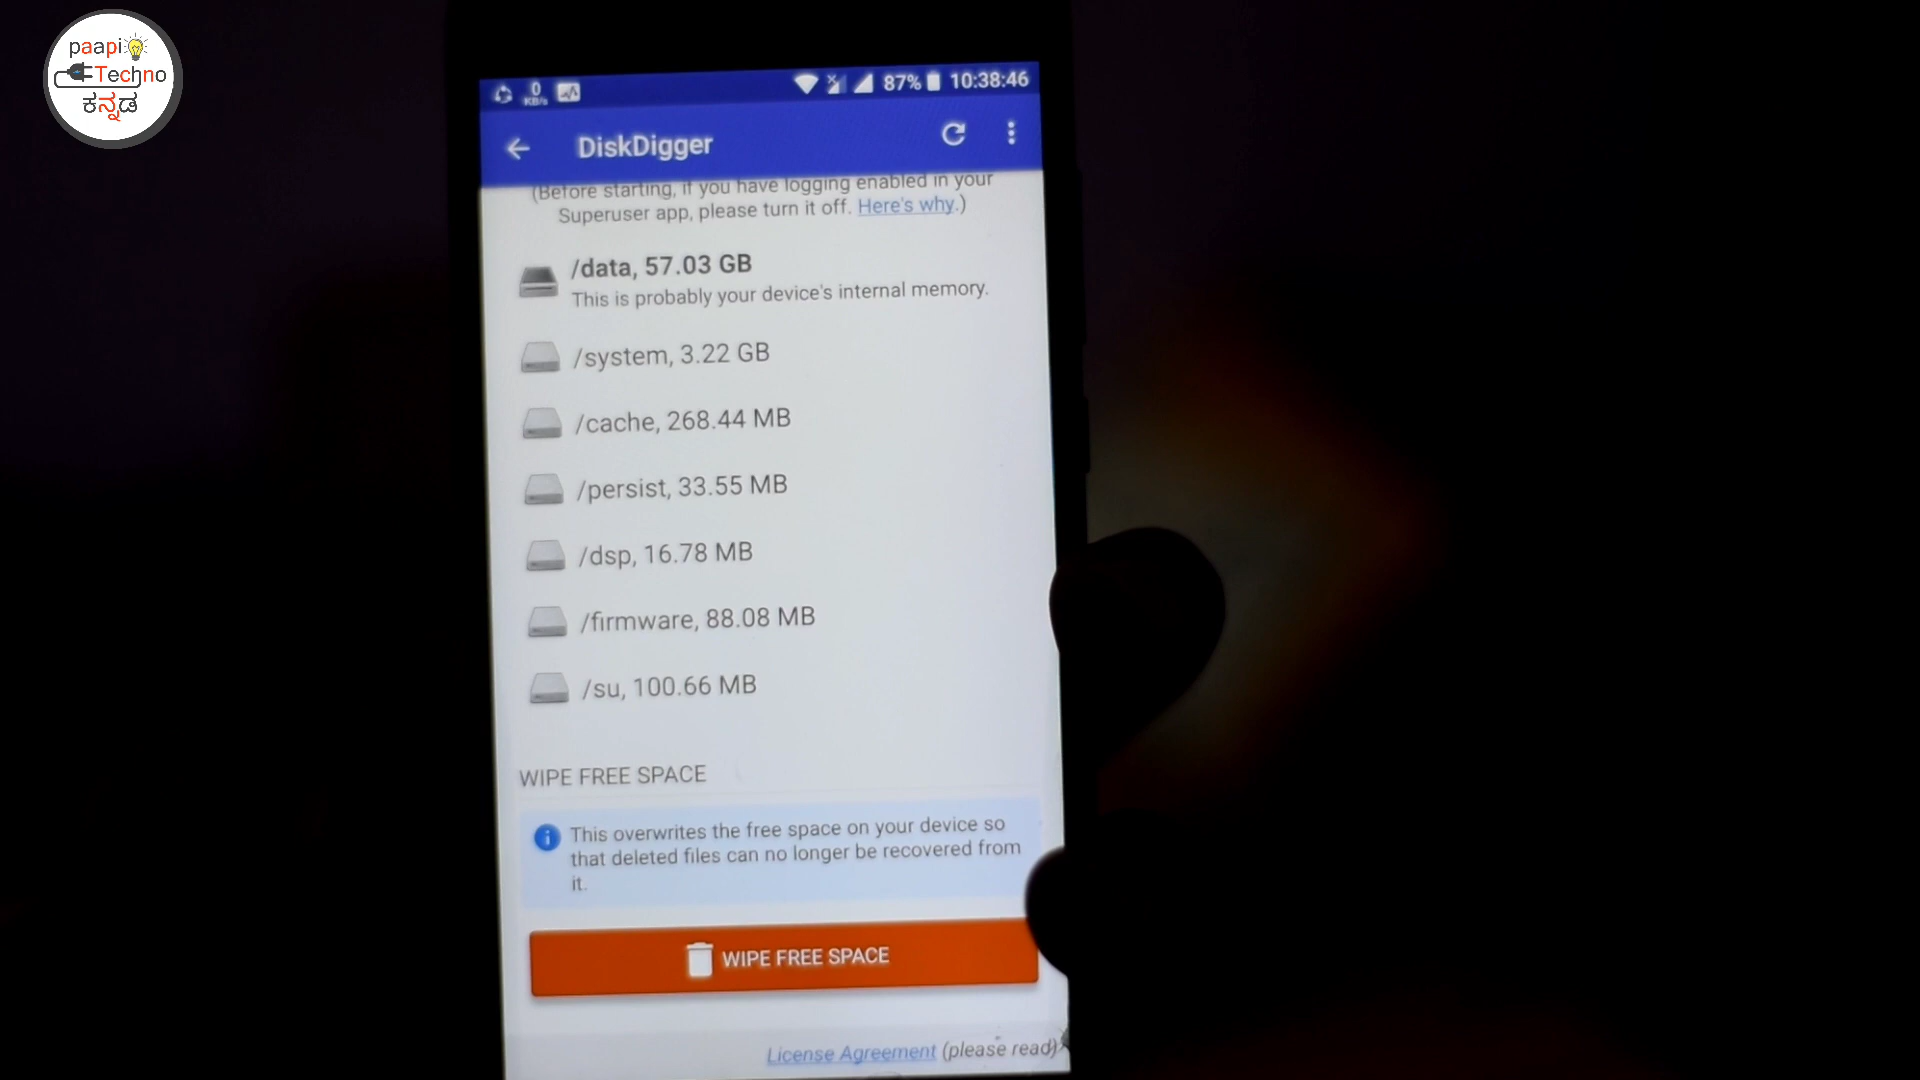 paapi
Techno
ಕನ್ನಡ
0
KB/s
87%
10:38:46
DiskDigger
(Before starting, if you have logging enabled in your
Superuser app, please turn it off. Here's why.)
/data, 57.03 GB
This is probably your device's internal memory.
/system, 3.22 GB
/cache, 268.44 MB
/persist, 33.55 MB
/dsp, 16.78 MB
/firmware, 88.08 MB
/su, 100.66 MB
WIPE FREE SPACE
This overwrites the free space on your device so
that deleted files can no longer be recovered from
it.
WIPE FREE SPACE
License Agreement (please read)